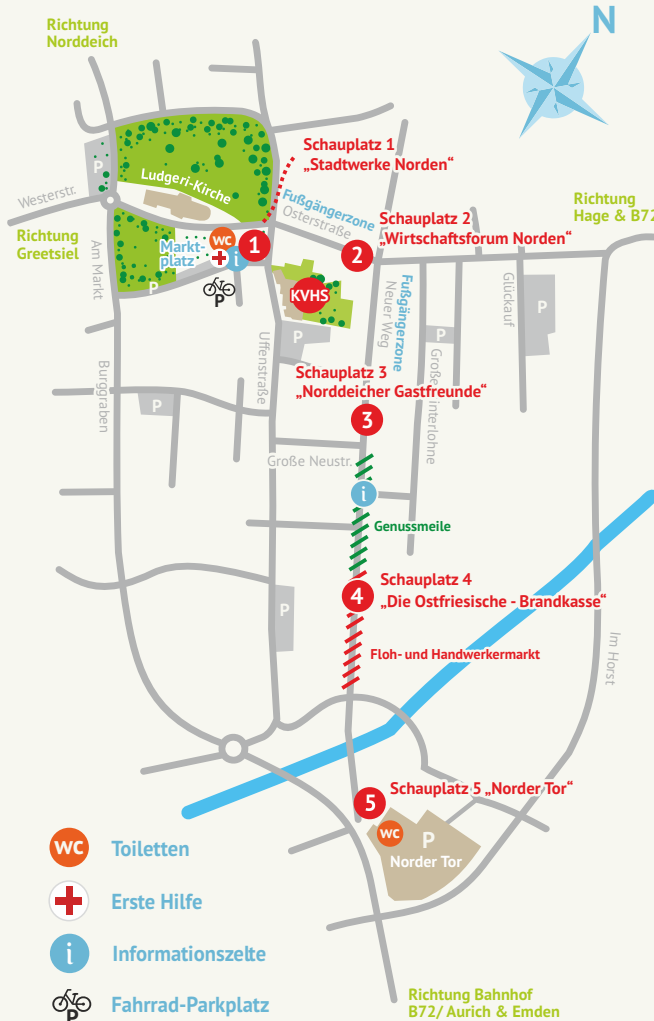 N
Richtung
Norddeich
Schauplatz 1
„Stadtwerke Norden“
P
Ludgeri-Kirche
Westerstr.
Fußgängerzone
Osterstraße
Richtung
Hage & B72
Schauplatz 2
„Wirtschaftsforum Norden“
Richtung
Greetsiel
Markt-
platz
WC
i
1
2
Am Markt
P
P
KVHS
Fußgängerzone
Neuer Weg
Glückauf
P
P
P
Uffenstraße
Schauplatz 3
„Norddeicher Gastfreunde“
Burggraben
P
3
Große Neustr.
i
Genussmeile
Schauplatz 4
„Die Ostfriesische - Brandkasse“
4
P
Floh- und Handwerkermarkt
Im Horst
Schauplatz 5 „Norder Tor“
5
WC
P
Norder Tor
WC Toiletten
Erste Hilfe
i Informationszelte
P Fahrrad-Parkplatz
Richtung Bahnhof
B72/ Aurich & Emden